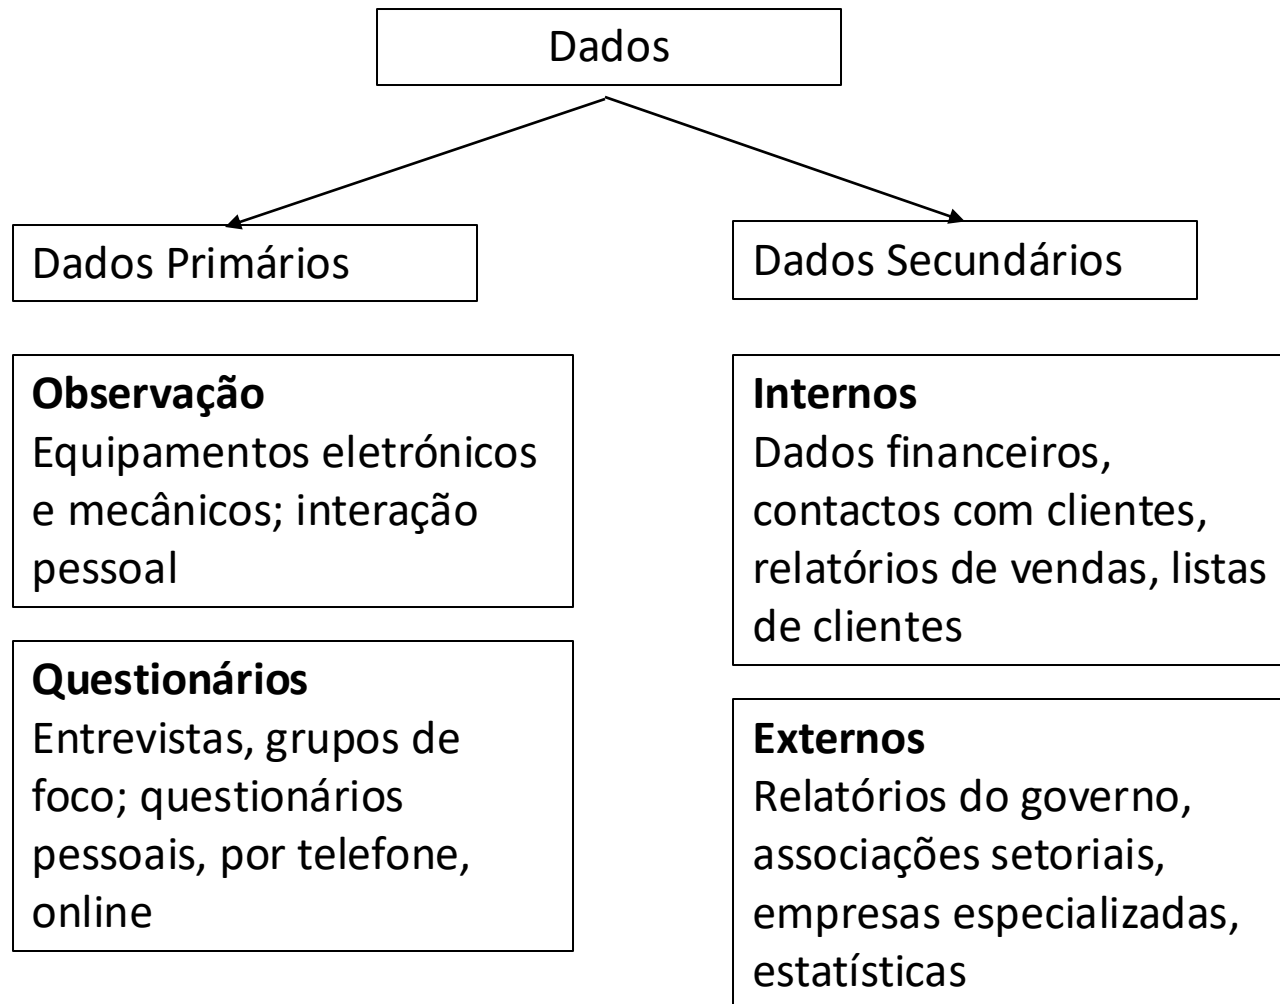 Dados
Dados Primários
Dados Secundários
Observação
Equipamentos eletrónicos
e mecânicos; interação
pessoal
Questionários
Entrevistas, grupos de
foco; questionários
pessoais, por telefone,
online
Internos
Dados financeiros,
contactos com clientes,
relatórios de vendas, listas
de clientes
Externos
Relatórios do governo,
associações setoriais,
empresas especializadas,
estatísticas